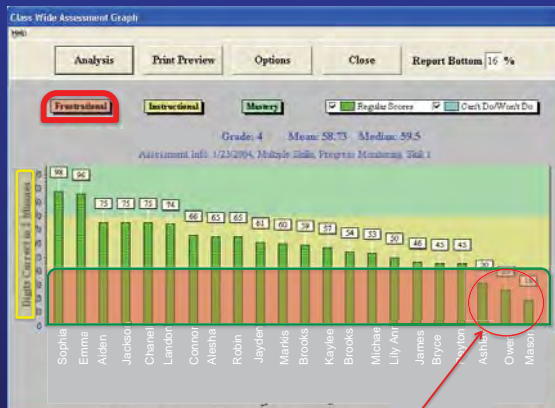 Class Wide Assessment Graph
Help
Analysis
Print Preview
Options
Close
Report Bottom 16 %
Frustrational
Instructional
Mastery
Regular Scores
Can't Do/Won't Do
Grade: 4 Mean: 58.73 Median: 59.5
Assessment Info: 1/23/2004, Multiple Skills, Progress Monitoring, Skill 1
Digits Correct in 2 Minutes
98
96
75
75
75
74
66
65
65
61
60
59
57
54
53
50
46
45
45
Sophia
Emma
Aiden
Jackson
Chanel
Landon
Connor
Alesha
Robin
Jayden
Markis
Brooks
Kaylee
Brooks
Michae
Lily Ann
James
Bryce
Peyton
Ashle
Owen
Mason